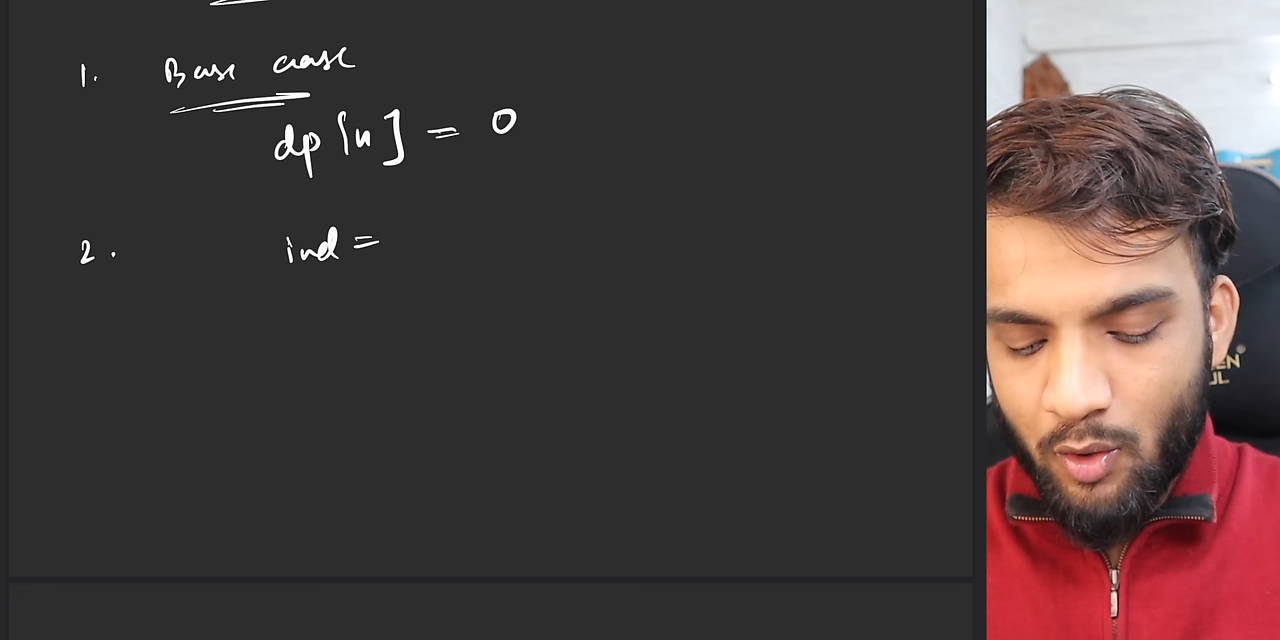 1. Base case
dp[n] = 0
2. ind =